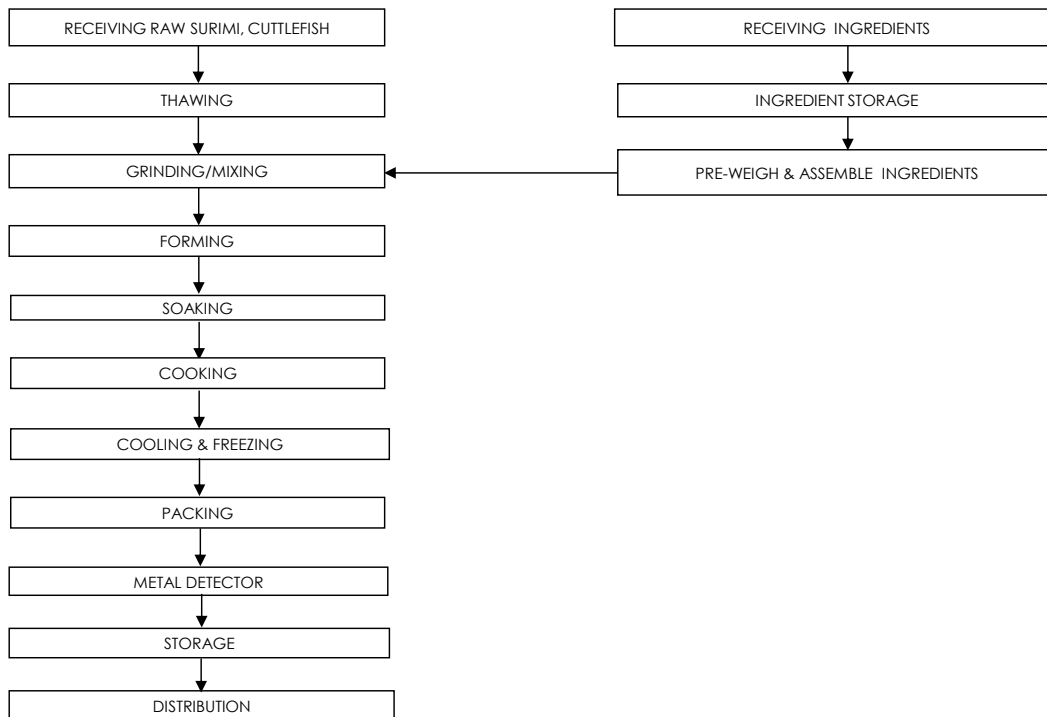 RECEIVING RAW SURIMI, CUTTLEFISH
RECEIVING INGREDIENTS
THAWING
INGREDIENT STORAGE
GRINDING/MIXING
PRE-WEIGH & ASSEMBLE INGREDIENTS
FORMING
SOAKING
COOKING
COOLING & FREEZING
PACKING
METAL DETECTOR
STORAGE
DISTRIBUTION